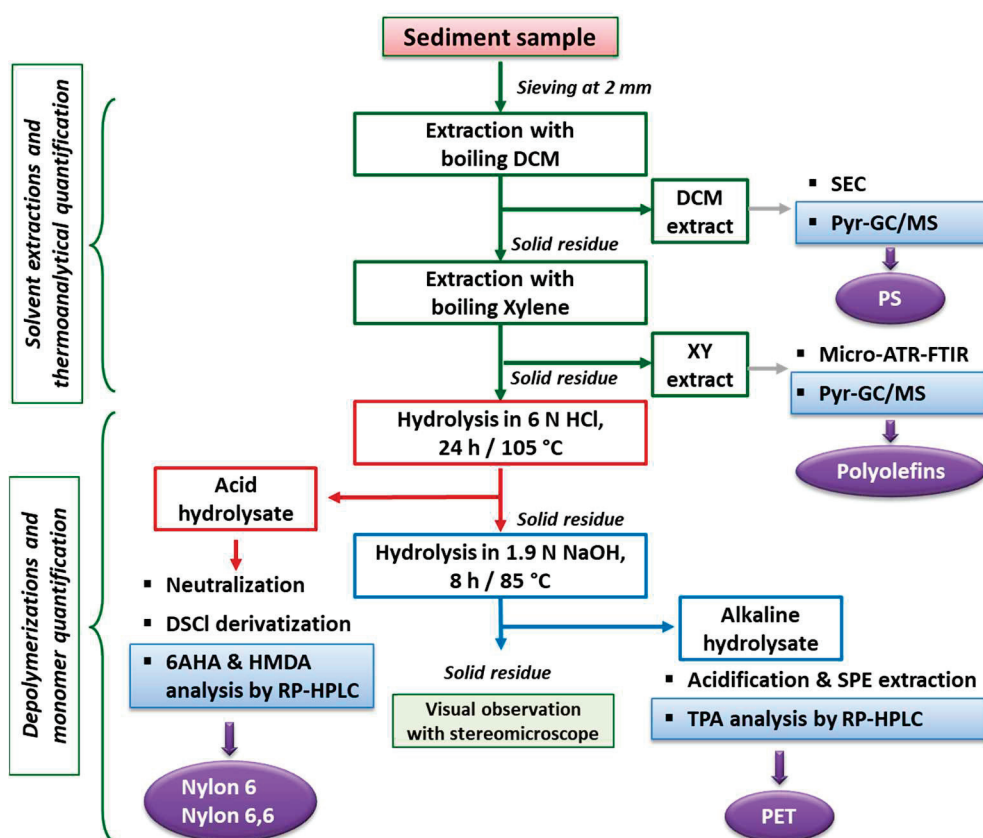 Sediment sample
Sieving at 2 mm
Solvent extractions and
thermoanalytical quantification
Extraction with
boiling DCM
DCM
extract
▪ SEC
▪ Pyr-GC/MS
PS
Solid residue
Extraction with
boiling Xylene
XY
extract
▪ Micro-ATR-FTIR
▪ Pyr-GC/MS
Polyolefins
Solid residue
Depolymerizations and
monomer quantification
Hydrolysis in 6 N HCl,
24 h / 105 °C
Acid
hydrolysate
Solid residue
▪ Neutralization
▪ DSCl derivatization
▪ 6AHA & HMDA
analysis by RP-HPLC
Nylon 6
Nylon 6,6
Hydrolysis in 1.9 N NaOH,
8 h / 85 °C
Alkaline
hydrolysate
Solid residue
Visual observation
with stereomicroscope
▪ Acidification & SPE extraction
▪ TPA analysis by RP-HPLC
PET